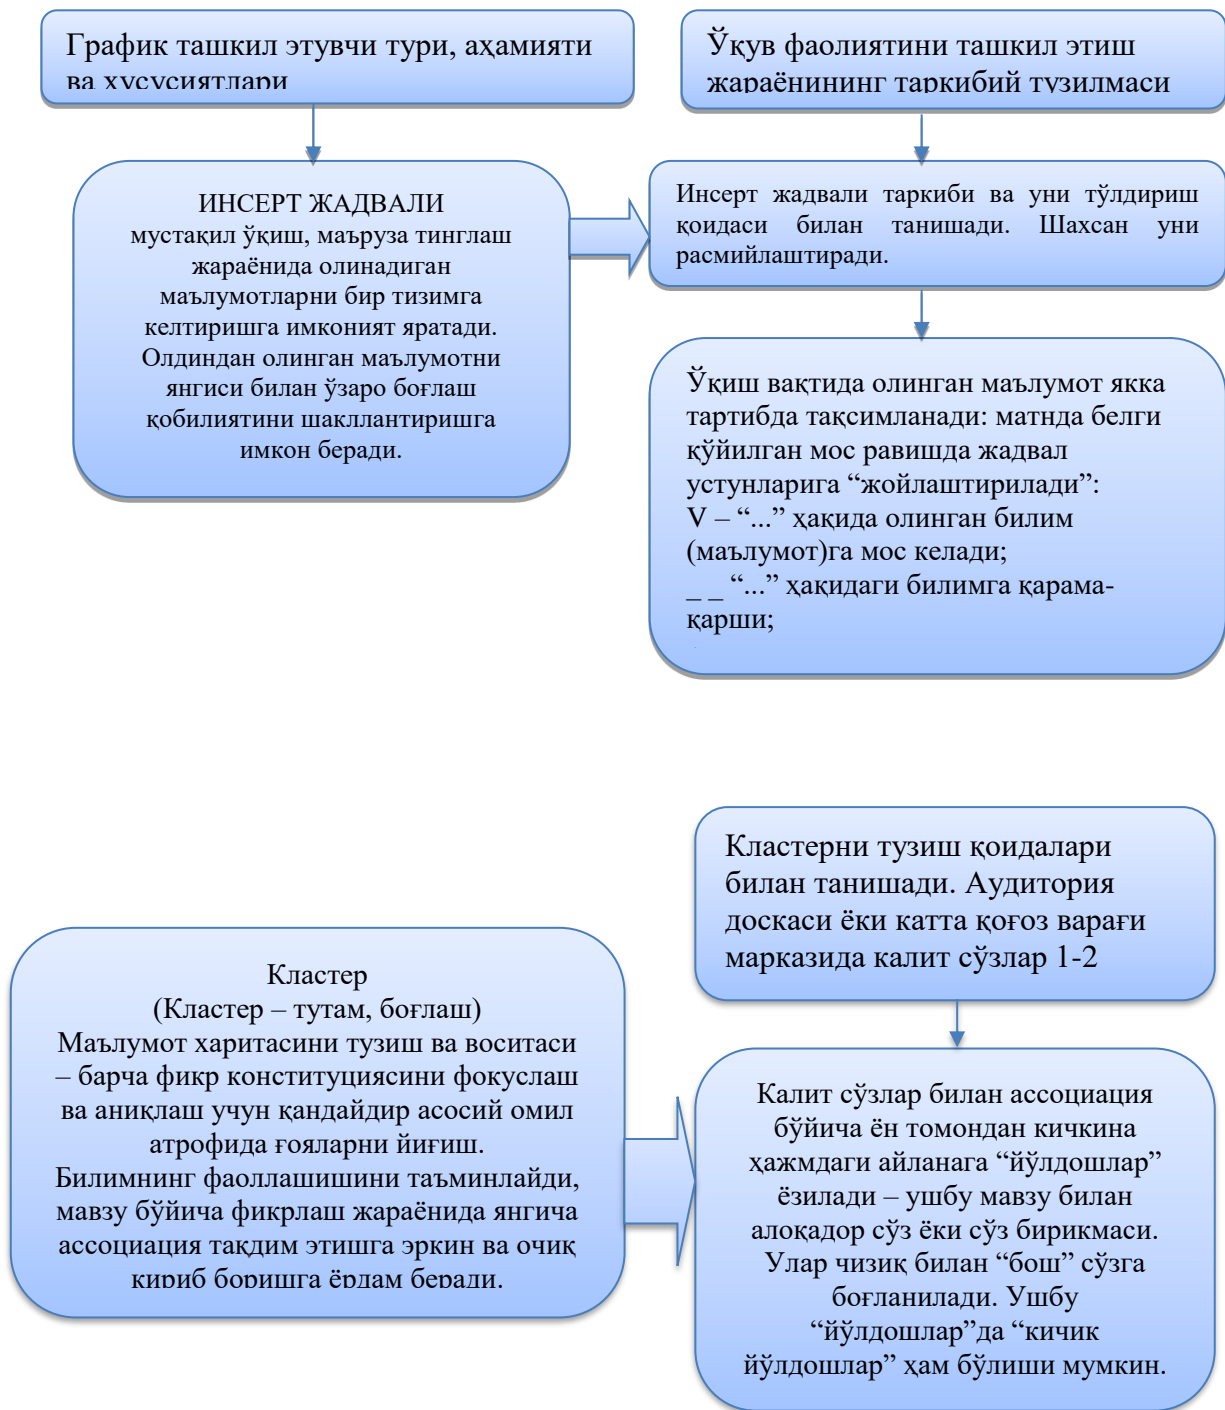 График ташкил этувчи тури, аҳамияти
ва хусусиятлари
Ўқув фаолиятини ташкил этиш
жараёнининг таркибий тузилмаси
ИНСЕРТ ЖАДВАЛИ
мустақил ўқиш, маъруза тинглаш
жараёнида олинадиган
маълумотларни бир тизимга
келтиришга имконият яратади.
Олдиндан олинган маълумотни
янгиси билан ўзаро боғлаш
қобилиятини шакллантиришга
имкон беради.
Инсерт жадвали таркиби ва уни тўлдириш
қоидаси билан танишади. Шахсан уни
расмийлаштиради.
Ўқиш вақтида олинган маълумот якка
тартибда тақсимланади: матнда белги
қўйилган мос равишда жадвал
устунларига “жойлаштирилади”:
V – “...” ҳақида олинган билим
(маълумот)га мос келади;
_ _ “...” ҳақидаги билимга қарама-
қарши;
Кластерни тузиш қоидалари
билан танишади. Аудитория
доскаси ёки катта қоғоз варағи
марказида калит сўзлар 1-2
Кластер
(Кластер – тутам, боғлаш)
Маълумот харитасини тузиш ва воситаси
– барча фикр конституциясини фокуслаш
ва аниқлаш учун қандайдир асосий омил
атрофида ғояларни йиғиш.
Билимнинг фаоллашишини таъминлайди,
мавзу бўйича фикрлаш жараёнида янгича
ассоциация тақдим этишга эркин ва очиқ
кириб боришга ёрдам беради.
Калит сўзлар билан ассоциация
бўйича ён томондан кичкина
ҳажмдаги айланага “йўлдошлар”
ёзилади – ушбу мавзу билан
алоқадор сўз ёки сўз бирикмаси.
Улар чизиқ билан “бош” сўзга
боғланилади. Ушбу
“йўлдошлар”да “кичик
йўлдошлар” ҳам бўлиши мумкин.